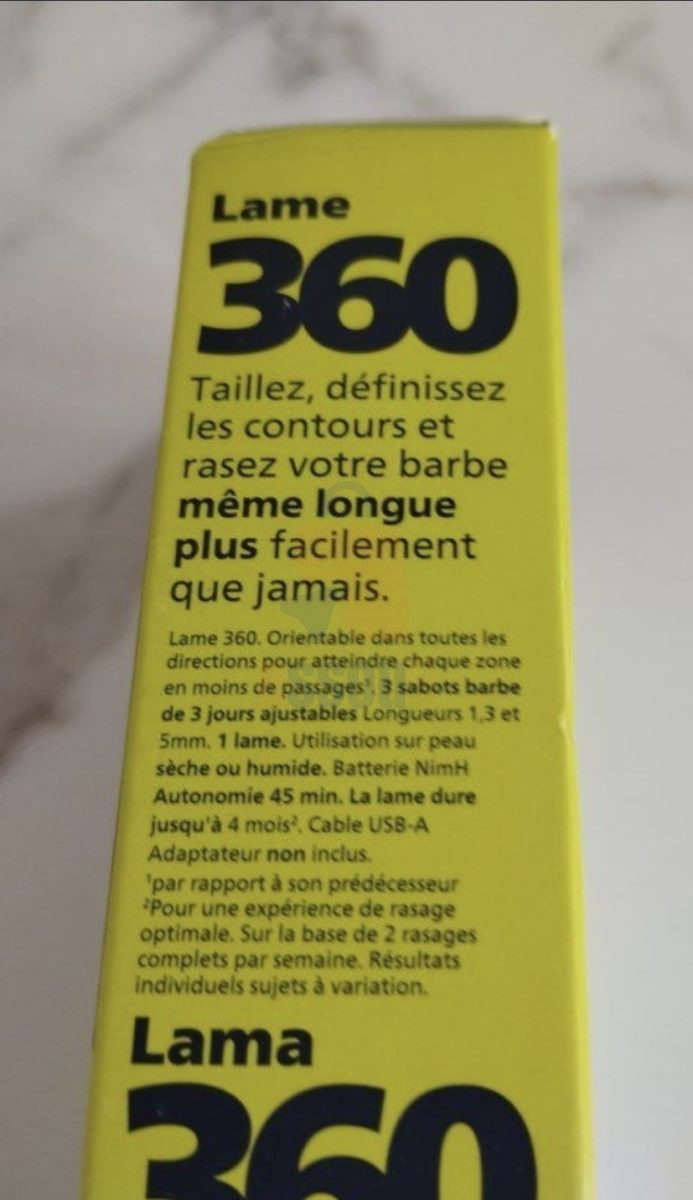 Lame
360
Taillez, définissez
les contours et
rasez votre barbe
même longue
plus facilement
que jamais.
Lame 360. Orientable dans toutes les
directions pour atteindre chaque zone
en moins de passages¹. 3 sabots barbe
de 3 jours ajustables Longueurs 1,3 et
5mm. 1 lame. Utilisation sur peau
sèche ou humide. Batterie NimH
Autonomie 45 min. La lame dure
jusqu'à 4 mois². Cable USB-A
Adaptateur non inclus.
¹par rapport à son prédécesseur
²Pour une expérience de rasage
optimale. Sur la base de 2 rasages
complets par semaine. Résultats
individuels sujets à variation.
Lama
360